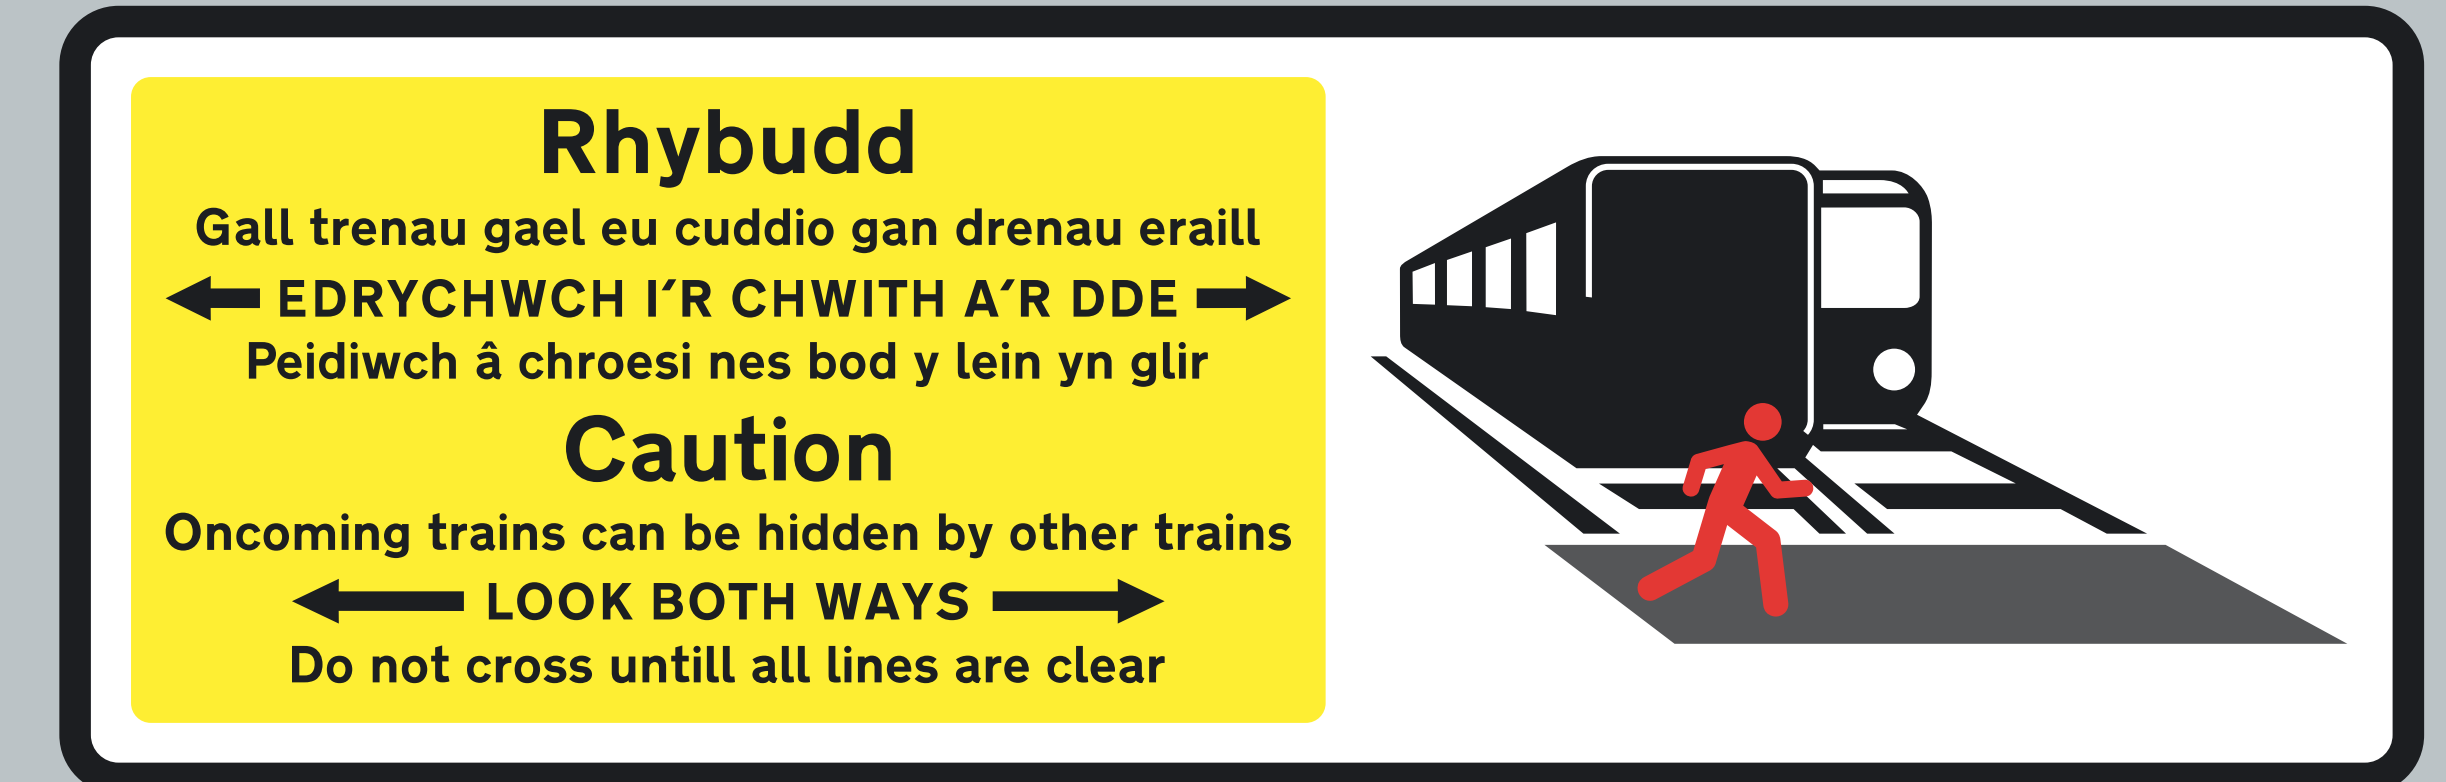 Rhybudd
Gall trenau gael eu cuddio gan drenau eraill
EDRYCHWCH I'R CHWITH A'R DDE
Peidiwch â chroesi nes bod y lein yn glir
Caution
Oncoming trains can be hidden by other trains
LOOK BOTH WAYS
Do not cross untill all lines are clear